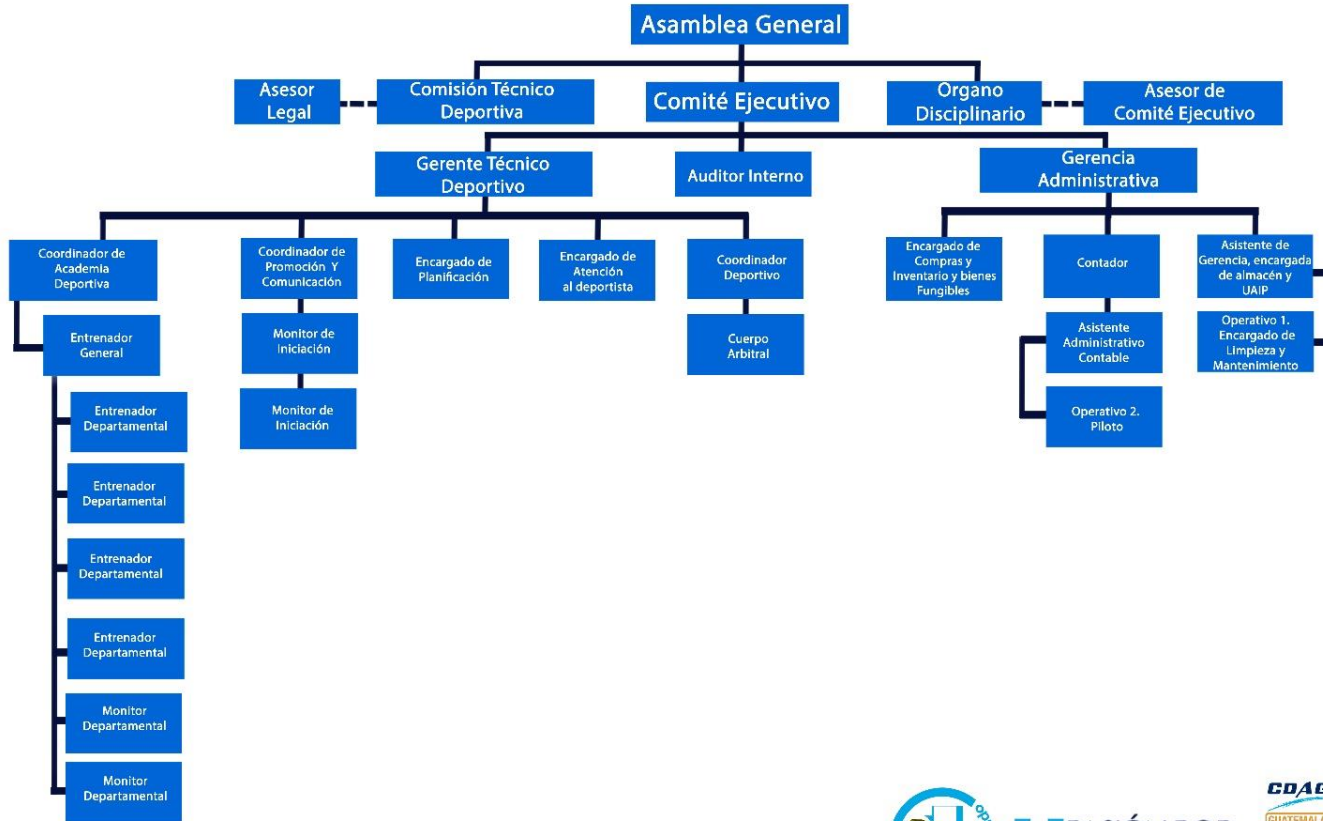 Asamblea General
Asesor
Legal
Comisión Técnico
Deportiva
Comité Ejecutivo
Organo
Disciplinario
Asesor de
Comité Ejecutivo
Gerente Técnico
Deportivo
Auditor Interno
Gerencia
Administrativa
Coordinador de
Academia
Deportiva
Coordinador de
Promoción Y
Comunicación
Encargado de
Planificación
Encargado de
Atención
al deportista
Coordinador
Deportivo
Encargado de
Compras y
Inventario y bienes
Fungibles
Contador
Asistente de
Gerencia, encargada
de almacén y
UAIP
Entrenador
General
Monitor de
Iniciación
Cuerpo
Arbitral
Asistente
Administrativo
Contable
Operativo 1.
Encargado de
Limpieza y
Mantenimiento
Entrenador
Departamental
Monitor de
Iniciación
Operativo 2.
Piloto
Entrenador
Departamental
Entrenador
Departamental
Entrenador
Departamental
Monitor
Departamental
Monitor
Departamental
GUATEMALA